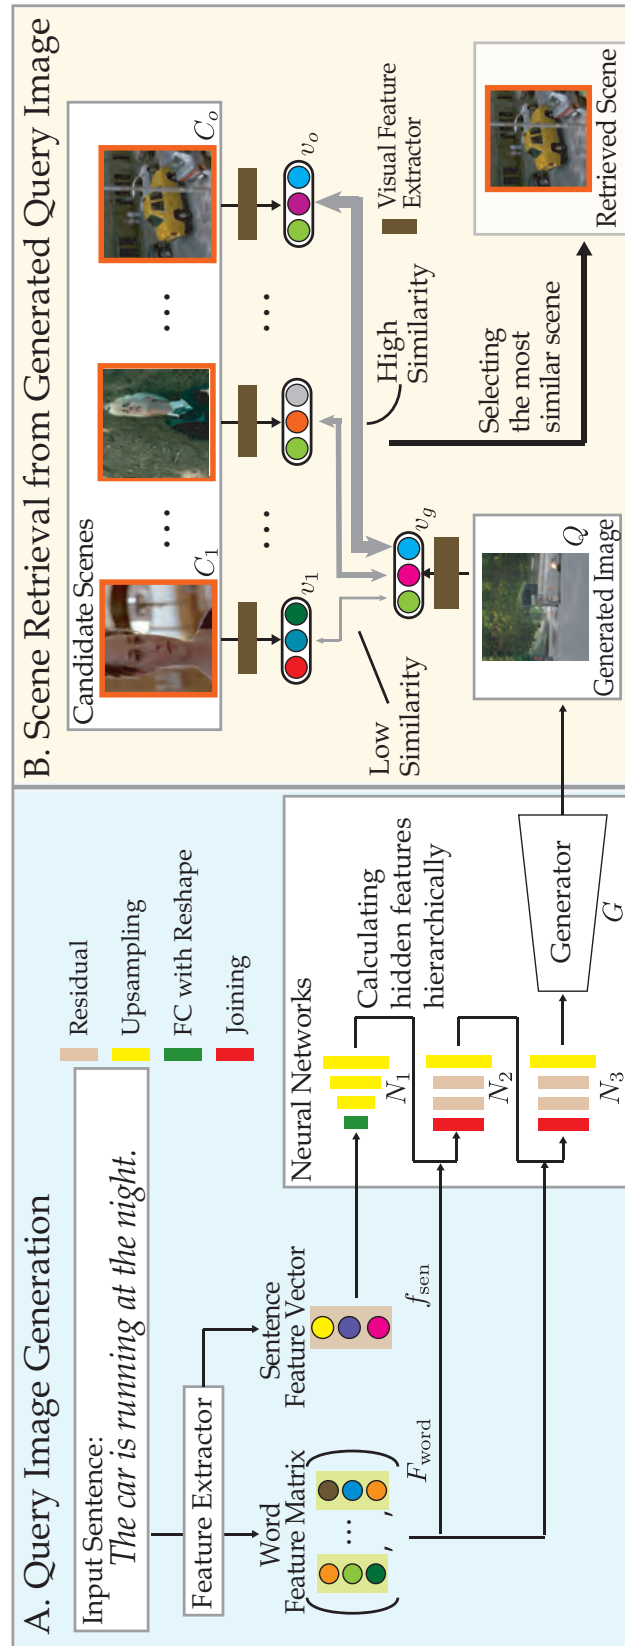 A. Query Image Generation
Input Sentence:
The car is running at the night.
Residual
Upsampling
FC with Reshape
Joining
Feature Extractor
Word
Feature Matrix
Sentence
Feature Vector
, ... ,
F_word
f_sen
Neural Networks
N_1
N_2
N_3
Calculating
hidden features
hierarchically
Generator
G
B. Scene Retrieval from Generated Query Image
Candidate Scenes
C_1
...
...
C_o
v_1
...
...
v_o
Visual Feature
Extractor
Low
Similarity
v_g
High
Similarity
Selecting
the most
similar scene
Q
Generated Image
Retrieved Scene